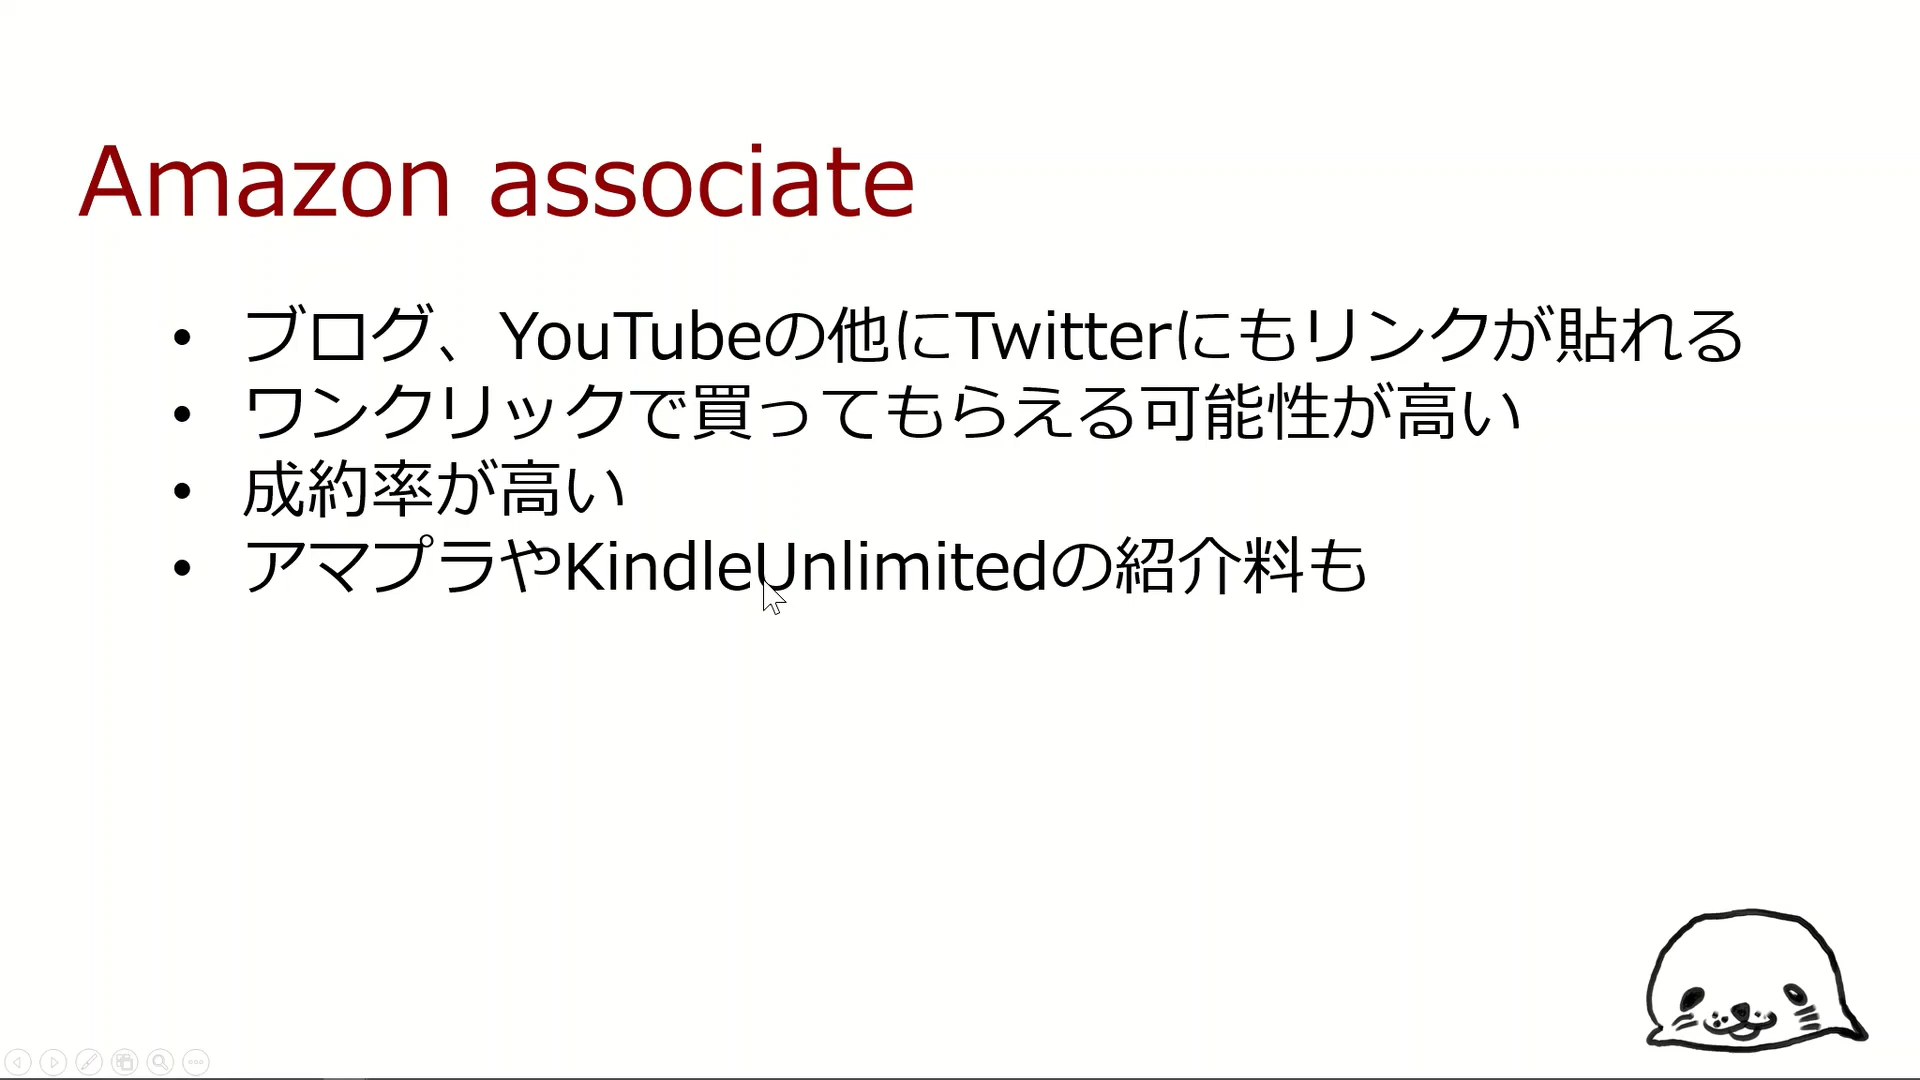 Amazon associate
• ブログ、YouTubeの他にTwitterにもリンクが貼れる
• ワンクリックで買ってもらえる可能性が高い
• 成約率が高い
• アマプラやKindleUnlimitedの紹介料も